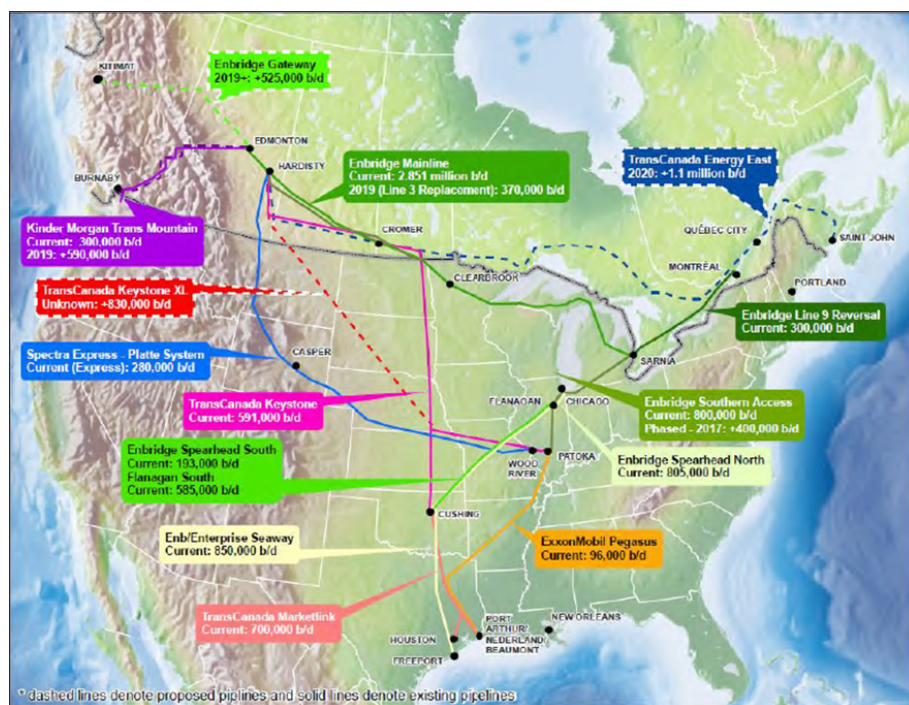 Enbridge Gateway
2019+: +525,000 b/d
KITIMAT
EDMONTON
HARDISTY
BURNABY
Enbridge Mainline
Current: 2.851 million b/d
2019 (Line 3 Replacement): 370,000 b/d
TransCanada Energy East
2020: +1.1 million b/d
Kinder Morgan Trans Mountain
Current: 300,000 b/d
2019: +590,000 b/d
CROMER
QUÉBEC CITY
SAINT JOHN
MONTRÉAL
CLEARBROOK
PORTLAND
TransCanada Keystone XL
Unknown: +830,000 b/d
Enbridge Line 9 Reversal
Current: 300,000 b/d
SARNIA
Spectra Express - Platte System
Current (Express): 280,000 b/d
CASPER
TransCanada Keystone
Current: 591,000 b/d
FLANAGAN
CHICAGO
Enbridge Southern Access
Current: 800,000 b/d
Phased - 2017: +400,000 b/d
Enbridge Spearhead South
Current: 193,000 b/d
Flanagan South
Current: 585,000 b/d
WOOD
RIVER
PATOKA
Enbridge Spearhead North
Current: 805,000 b/d
CUSHING
Enb/Enterprise Seaway
Current: 850,000 b/d
ExxonMobil Pegasus
Current: 96,000 b/d
TransCanada Marketlink
Current: 700,000 b/d
HOUSTON
FREEPORT
PORT
ARTHUR/
NEDERLAND/
BEAUMONT
NEW ORLEANS
* dashed lines denote proposed piplines and solid lines denote existing pipelines